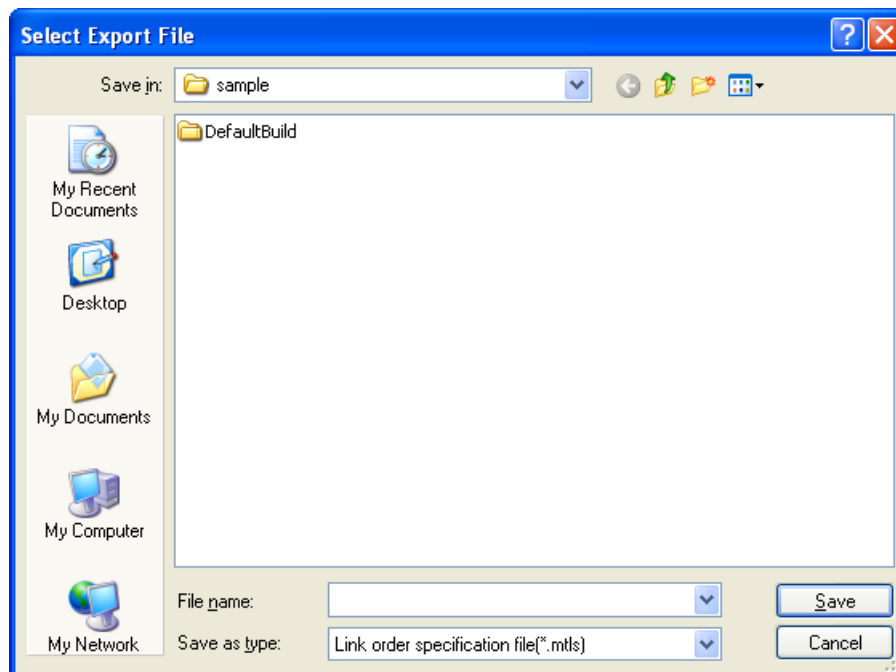 Select Export File
Save in:
sample
DefaultBuild
My Recent
Documents
Desktop
My Documents
My Computer
My Network
File name:
Save as type:
Link order specification file(*.mtls)
Save
Cancel